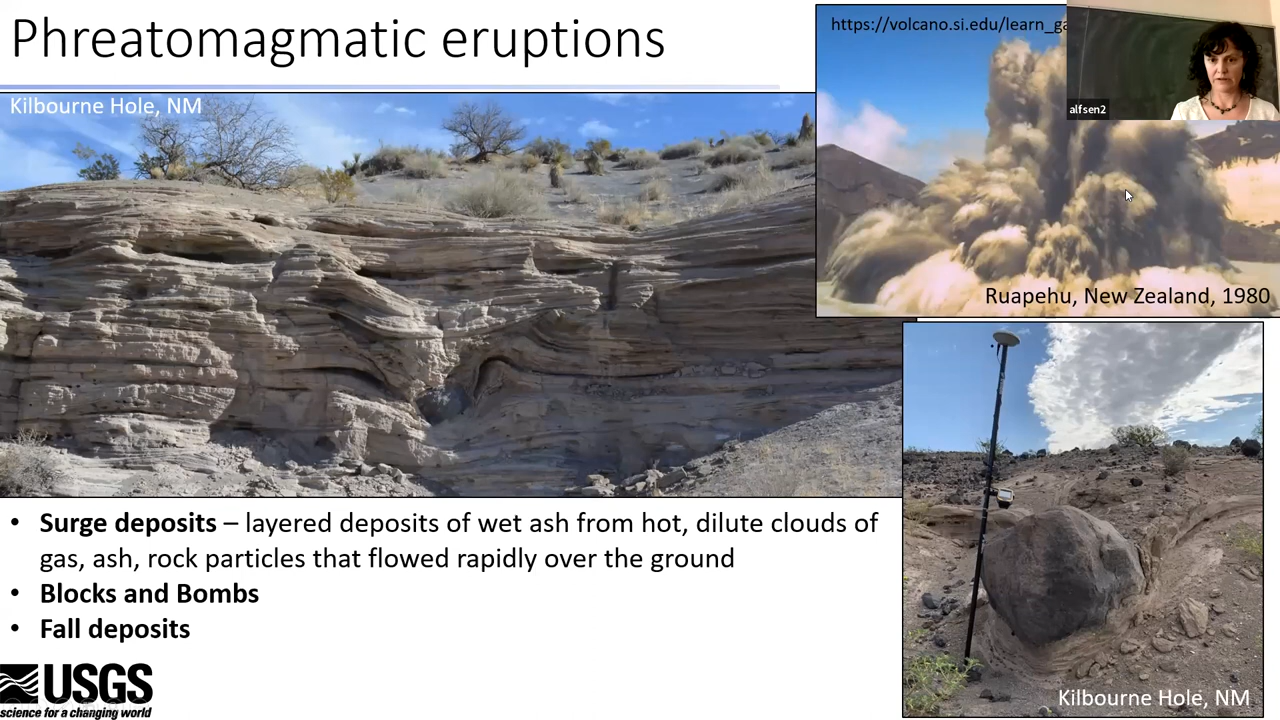 Phreatomagmatic eruptions
https://volcano.si.edu/learn_ga
alfsen2
Kilbourne Hole, NM
Ruapehu, New Zealand, 1980
• Surge deposits – layered deposits of wet ash from hot, dilute clouds of
gas, ash, rock particles that flowed rapidly over the ground
• Blocks and Bombs
• Fall deposits
Kilbourne Hole, NM
USGS
science for a changing world